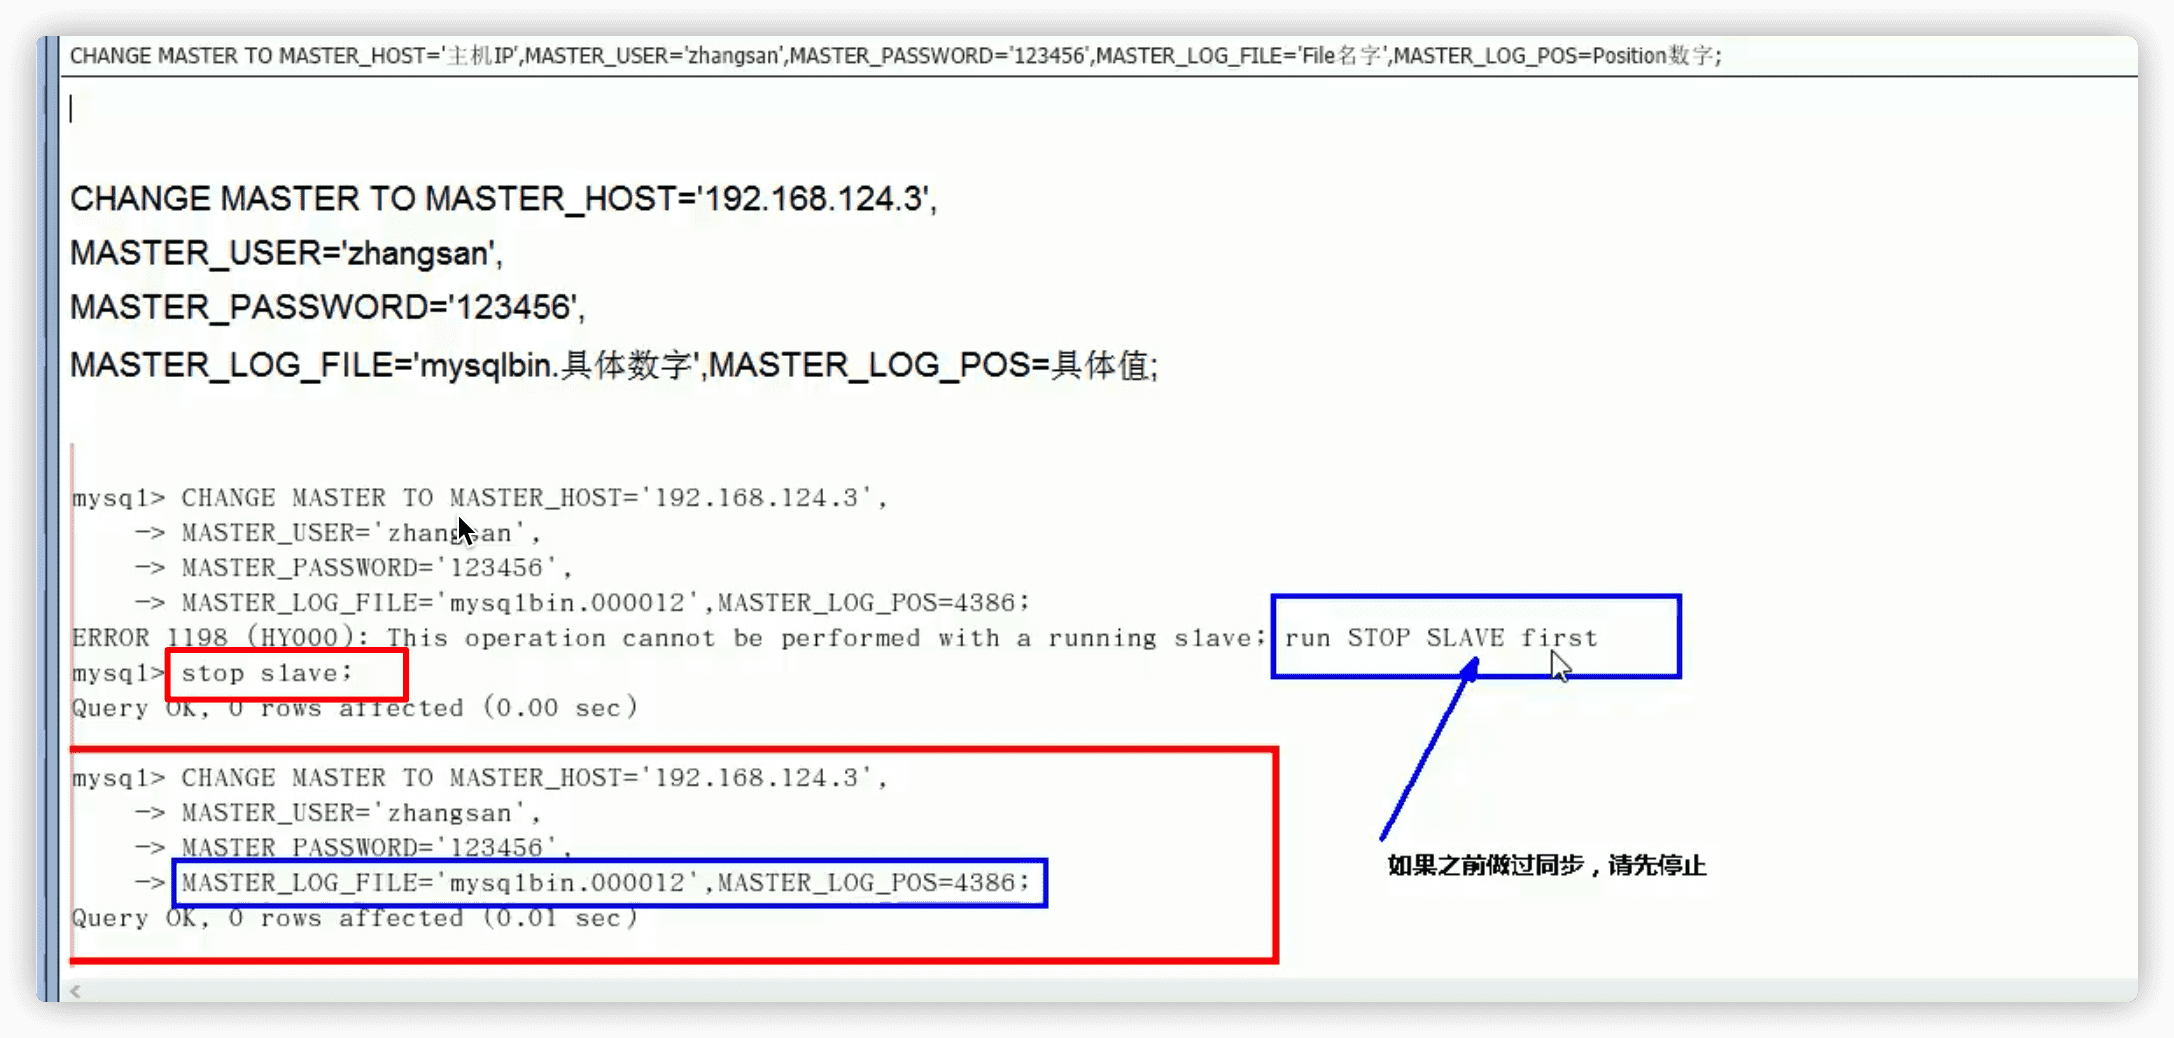 CHANGE MASTER TO MASTER_HOST='主机IP',MASTER_USER='zhangsan',MASTER_PASSWORD='123456',MASTER_LOG_FILE='File名字',MASTER_LOG_POS=Position数字;
CHANGE MASTER TO MASTER_HOST='192.168.124.3',
MASTER_USER='zhangsan',
MASTER_PASSWORD='123456',
MASTER_LOG_FILE='mysqlbin.具体数字',MASTER_LOG_POS=具体值;
mysql> CHANGE MASTER TO MASTER_HOST='192.168.124.3',
-> MASTER_USER='zhangsan',
-> MASTER_PASSWORD='123456',
-> MASTER_LOG_FILE='mysqlbin.000012',MASTER_LOG_POS=4386;
ERROR 1198 (HY000): This operation cannot be performed with a running slave; run STOP SLAVE first
mysql> stop slave;
Query OK, 0 rows affected (0.00 sec)
mysql> CHANGE MASTER TO MASTER_HOST='192.168.124.3',
-> MASTER_USER='zhangsan',
-> MASTER_PASSWORD='123456',
如果之前做过同步，请先停止
-> MASTER_LOG_FILE='mysqlbin.000012',MASTER_LOG_POS=4386;
Query OK, 0 rows affected (0.01 sec)